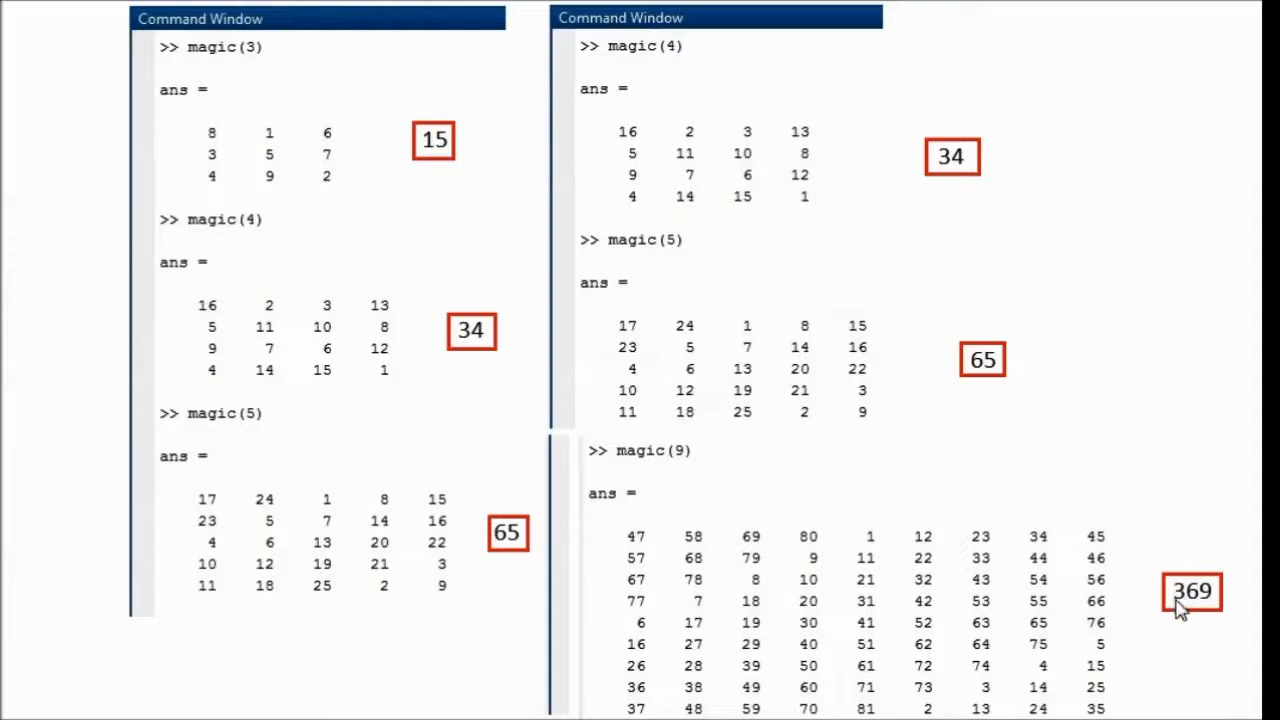 Command Window
>> magic(3)
ans =
8 1 6
3 5 7
4 9 2
15
>> magic(4)
ans =
16 2 3 13
5 11 10 8
9 7 6 12
4 14 15 1
34
>> magic(5)
ans =
17 24 1 8 15
23 5 7 14 16
4 6 13 20 22
10 12 19 21 3
11 18 25 2 9
65
Command Window
>> magic(4)
ans =
16 2 3 13
5 11 10 8
9 7 6 12
4 14 15 1
34
>> magic(5)
ans =
17 24 1 8 15
23 5 7 14 16
4 6 13 20 22
10 12 19 21 3
11 18 25 2 9
65
>> magic(9)
ans =
47 58 69 80 1 12 23 34 45
57 68 79 9 11 22 33 44 46
67 78 8 10 21 32 43 54 56
77 7 18 20 31 42 53 55 66
6 17 19 30 41 52 63 65 76
16 27 29 40 51 62 64 75 5
26 28 39 50 61 72 74 4 15
36 38 49 60 71 73 3 14 25
37 48 59 70 81 2 13 24 35
369